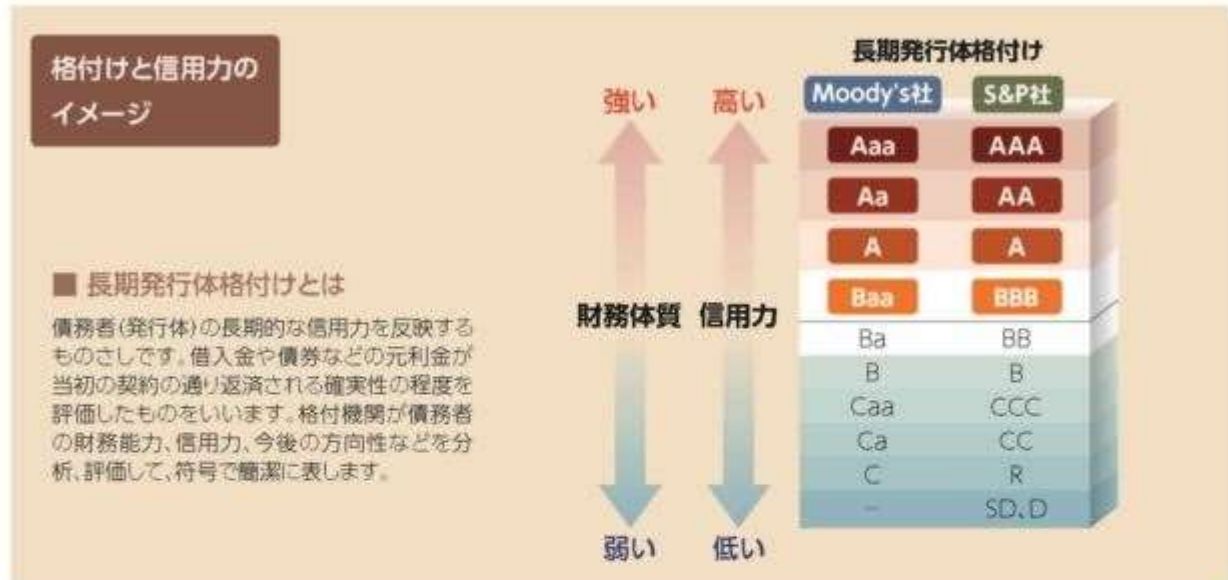 格付けと信用力の
イメージ
■ 長期発行体格付けとは
債務者(発行体)の長期的な信用力を反映する
ものさしです。借入金や債券などの元利金が
当初の契約の通り返済される確実性の程度を
評価したものをいいます。格付機関が債務者
の財務能力、信用力、今後の方向性などを分
析、評価して、符号で簡潔に表します。
強い 高い
財務体質 信用力
弱い 低い
長期発行体格付け
Moody's社 S&P社
Aaa AAA
Aa AA
A A
Baa BBB
Ba BB
B B
Caa CCC
Ca CC
C R
− SD、D